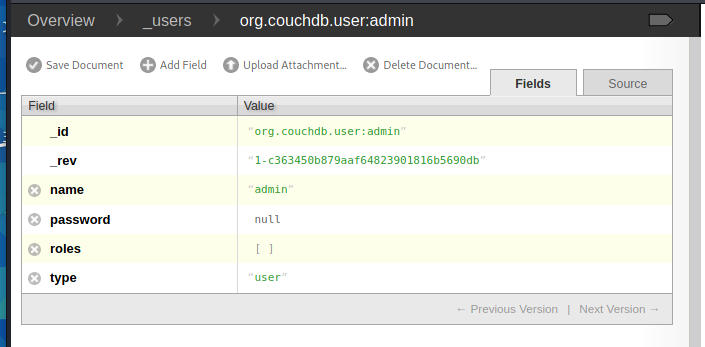 Overview _users org.couchdb.user:admin
Save Document Add Field Upload Attachment… Delete Document…
Fields Source
Field Value
_id "org.couchdb.user:admin"
_rev "1-c363450b879aaf64823901816b5690db"
name "admin"
password null
roles [ ]
type "user"
← Previous Version | Next Version →